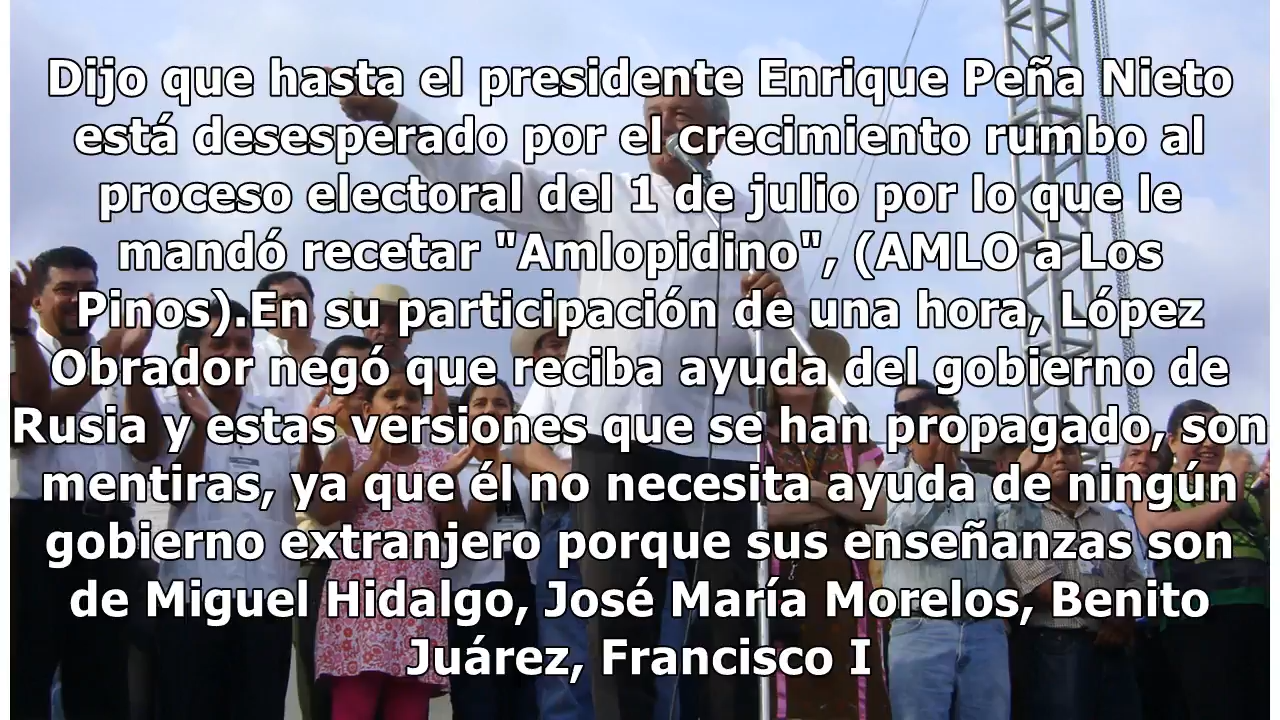 Dijo que hasta el presidente Enrique Peña Nieto
está desesperado por el crecimiento rumbo al
proceso electoral del 1 de julio por lo que le
mandó recetar "Amlopidino", (AMLO a Los
Pinos).En su participación de una hora, López
Obrador negó que reciba ayuda del gobierno de
Rusia y estas versiones que se han propagado, son
mentiras, ya que él no necesita ayuda de ningún
gobierno extranjero porque sus enseñanzas son
de Miguel Hidalgo, José María Morelos, Benito
Juárez, Francisco I